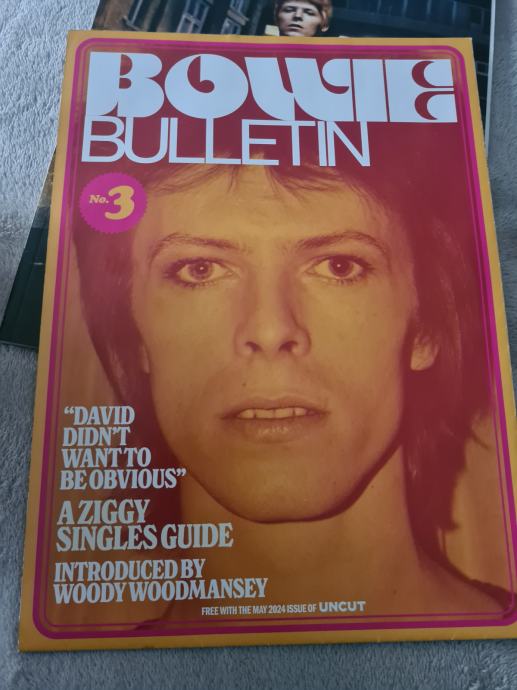 BOWIE
BULLETIN
No. 3
“DAVID
DIDN’T
WANT TO
BE OBVIOUS”
A ZIGGY
SINGLES GUIDE
INTRODUCED BY
WOODY WOODMANSEY
FREE WITH THE MAY 2024 ISSUE OF UNCUT